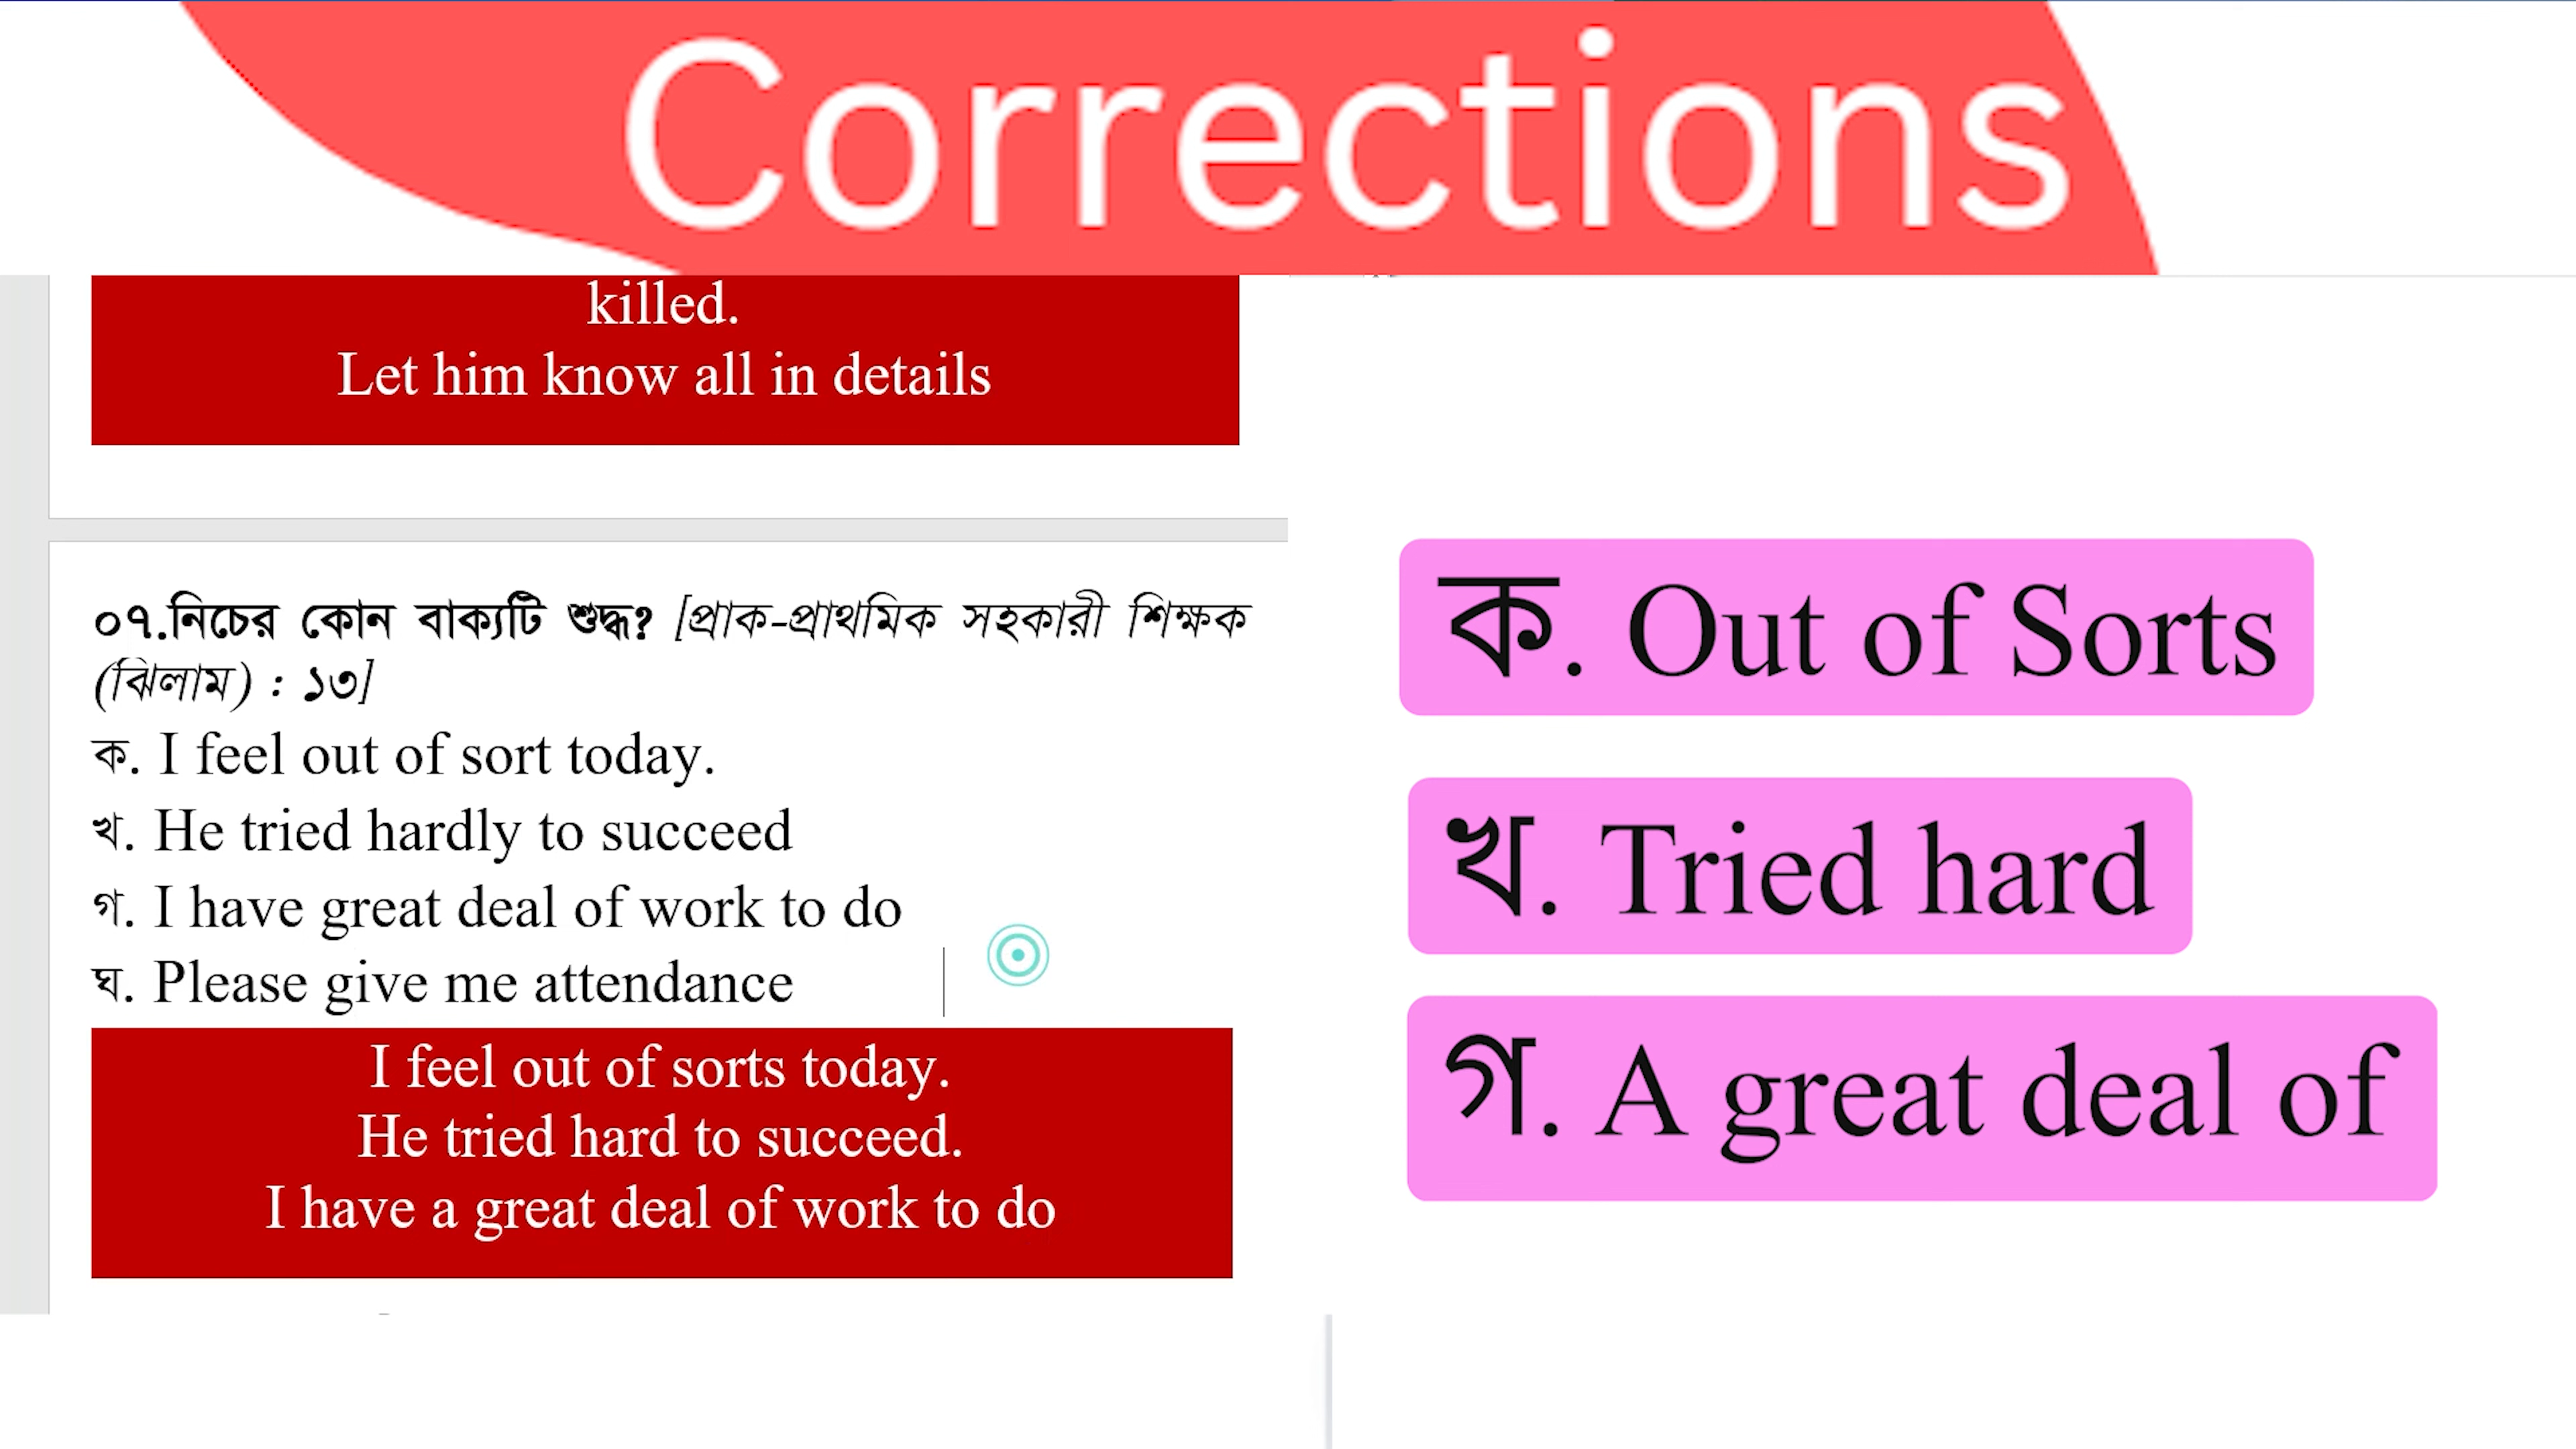 Corrections
killed.
Let him know all in details
০৭.নিচের কোন বাক্যটি শুদ্ধ? [প্রাক-প্রাথমিক সহকারী শিক্ষক
(ঝিলাম) : ১৩]
ক. I feel out of sort today.
খ. He tried hardly to succeed
গ. I have great deal of work to do
ঘ. Please give me attendance
I feel out of sorts today.
He tried hard to succeed.
I have a great deal of work to do
ক. Out of Sorts
খ. Tried hard
গ. A great deal of